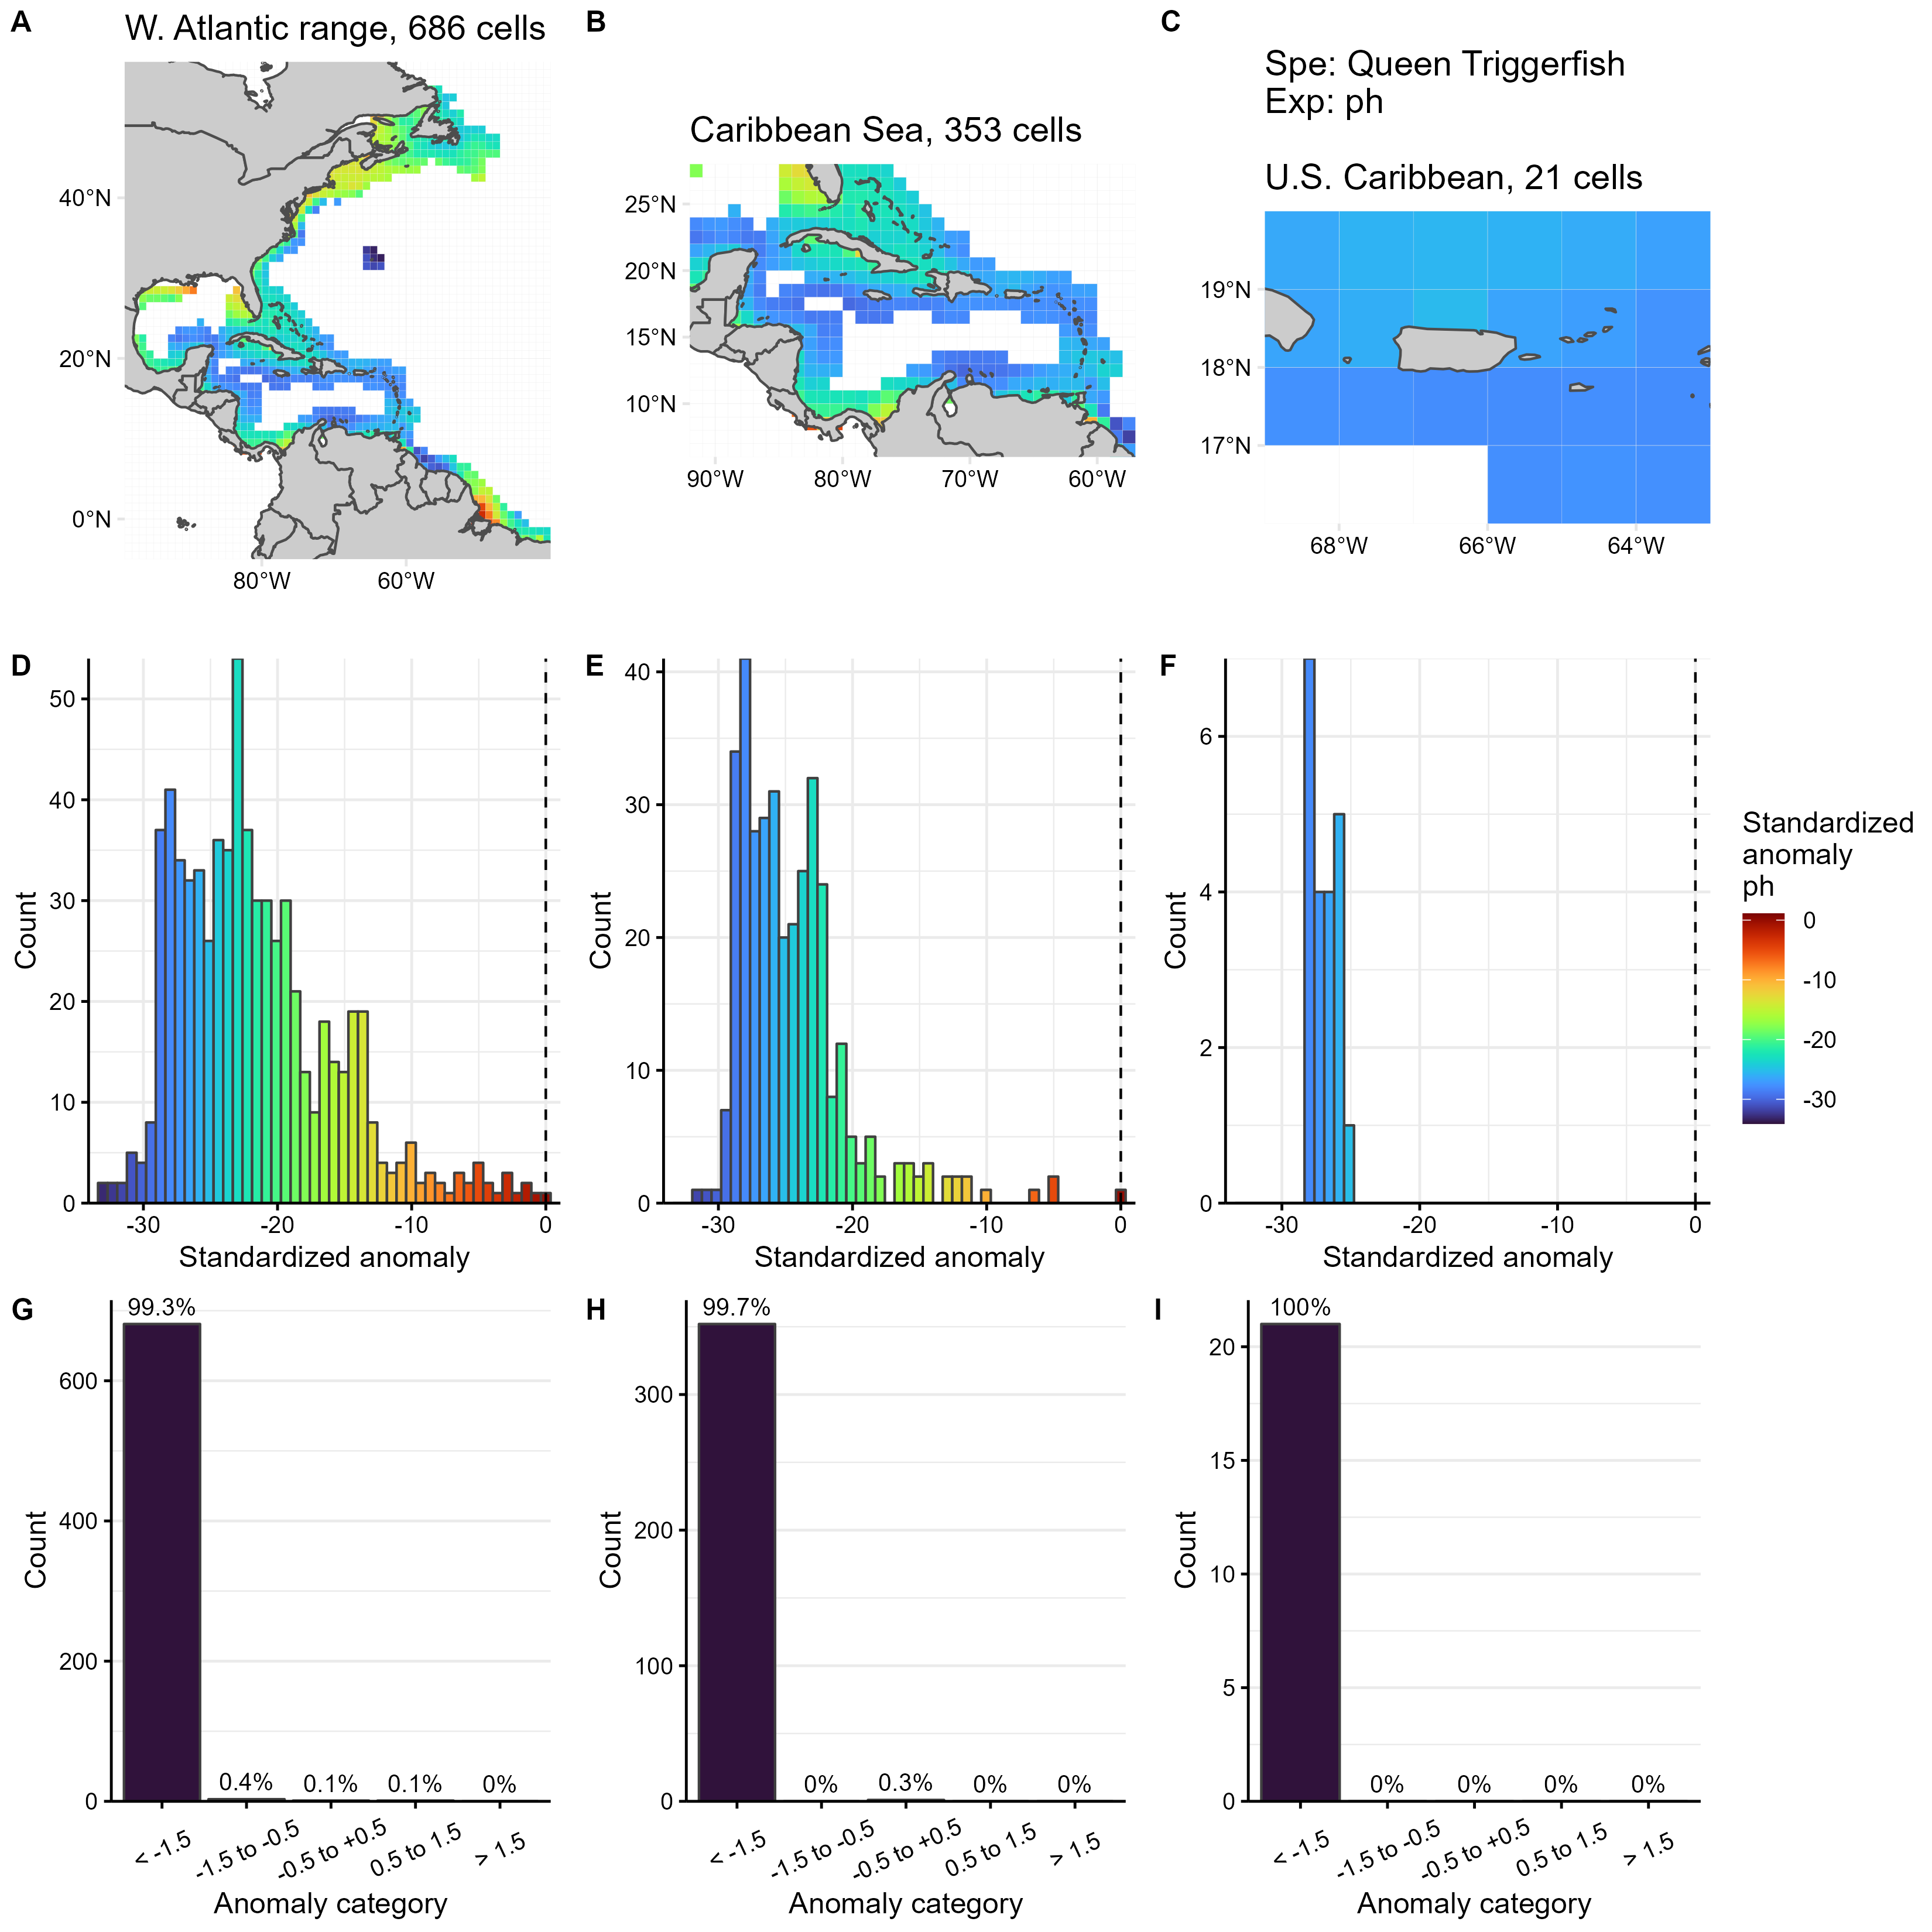 A
W. Atlantic range, 686 cells
40°N
20°N
0°N
80°W 60°W
B
Caribbean Sea, 353 cells
25°N
20°N
15°N
10°N
90°W 80°W 70°W 60°W
C
Spe: Queen Triggerfish
Exp: ph
U.S. Caribbean, 21 cells
19°N
18°N
17°N
68°W 66°W 64°W
D
Count
50
40
30
20
10
0
-30 -20 -10 0
Standardized anomaly
E
Count
40
30
20
10
0
-30 -20 -10 0
Standardized anomaly
F
Count
6
4
2
0
-30 -20 -10 0
Standardized anomaly
Standardized
anomaly
ph
0
-10
-20
-30
G
Count
600
400
200
0
99.3%
0.4% 0.1% 0.1% 0%
< -1.5 -1.5 to -0.5 -0.5 to +0.5 0.5 to 1.5 > 1.5
Anomaly category
H
Count
300
200
100
0
99.7%
0% 0.3% 0% 0%
< -1.5 -1.5 to -0.5 -0.5 to +0.5 0.5 to 1.5 > 1.5
Anomaly category
I
Count
20
15
10
5
0
100%
0% 0% 0% 0%
< -1.5 -1.5 to -0.5 -0.5 to +0.5 0.5 to 1.5 > 1.5
Anomaly category